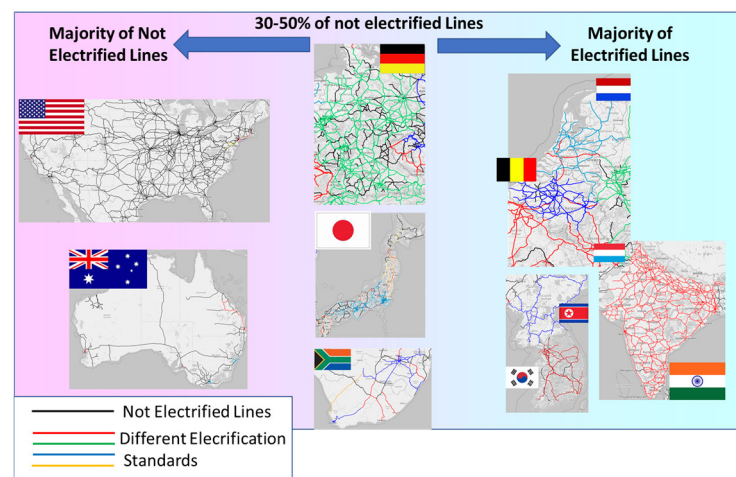 30-50% of not electrified Lines
Majority of Not
Electrified Lines
Majority of
Electrified Lines
Not Electrified Lines
Different Elecrification
Standards